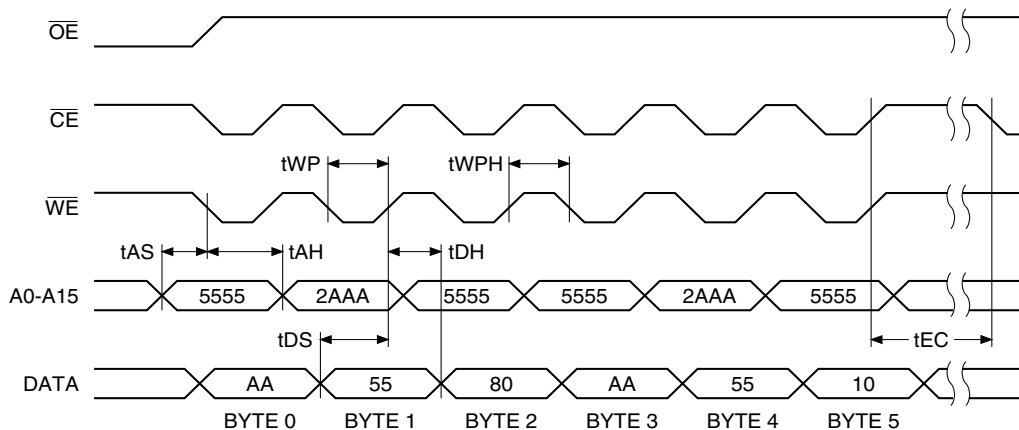 OE
CE
tWP tWPH
WE
tAS tAH tDH
A0-A15 5555 2AAA 5555 5555 2AAA 5555
tDS tEC
DATA AA 55 80 AA 55 10
BYTE 0 BYTE 1 BYTE 2 BYTE 3 BYTE 4 BYTE 5